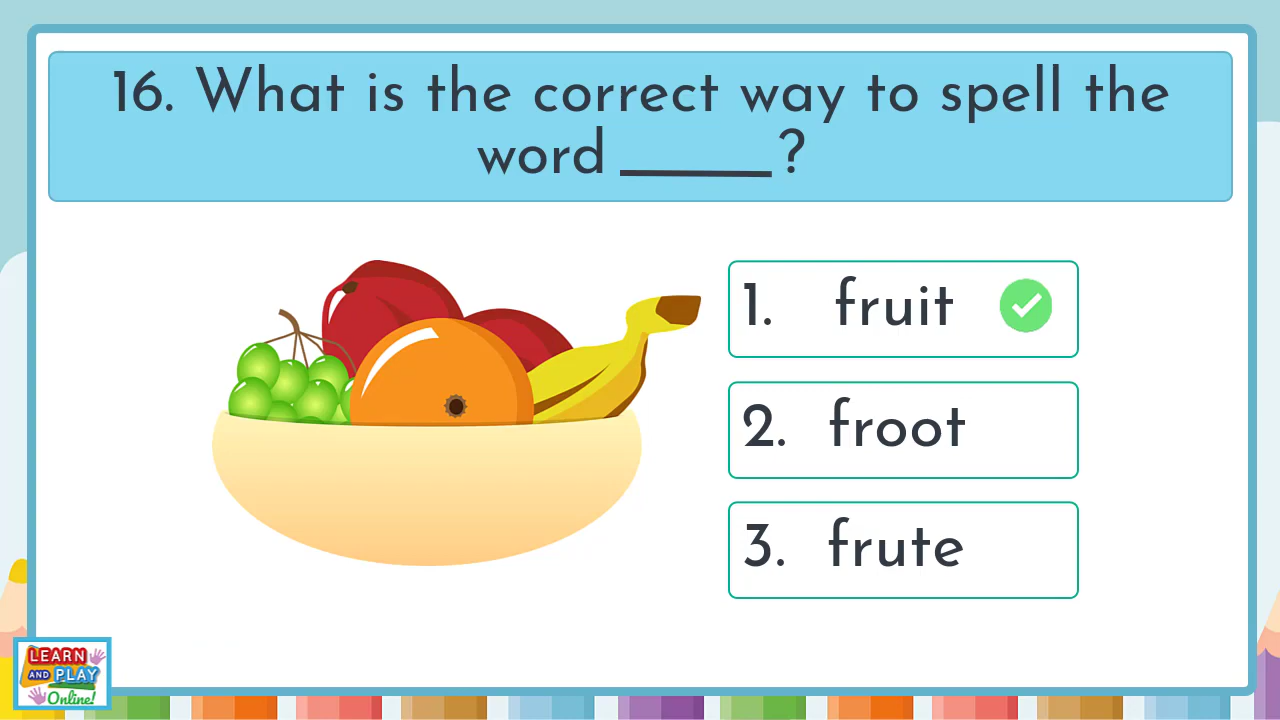 16. What is the correct way to spell the
word _____?
1. fruit
2. froot
3. frute
LEARN
AND PLAY
Online!